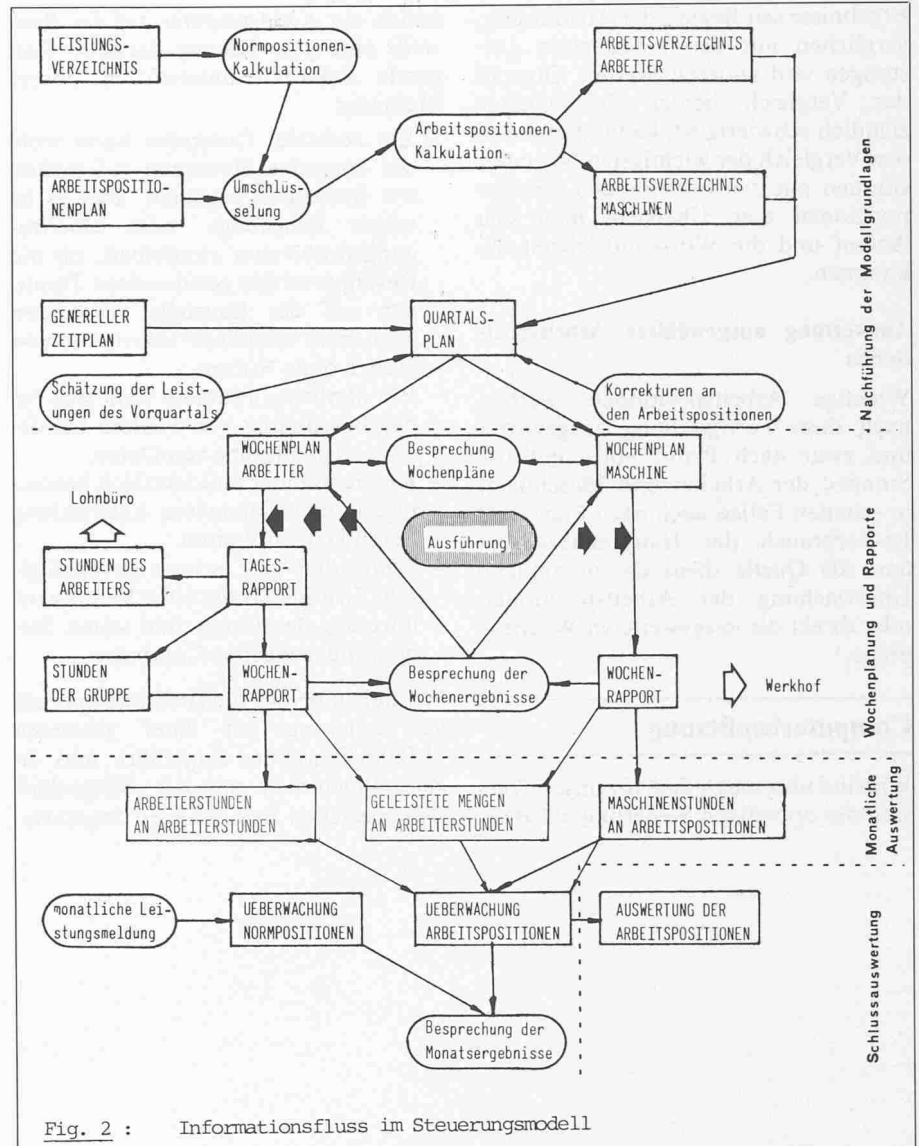 LEISTUNGS-
VERZEICHNIS
Normpositionen-
Kalkulation
ARBEITSVERZEICHNIS
ARBEITER
Arbeitspositionen-
Kalkulation
ARBEITSPOSITIO-
NENPLAN
Umschlüs-
selung
ARBEITSVERZEICHNIS
MASCHINEN
GENERELLER
ZEITPLAN
QUARTALS-
PLAN
Schätzung der Leist-
ungen des Vorquartals
Korrekturen an
den Arbeitspositionen
Nachführung der Modellgrundlagen
WOCHENPLAN
ARBEITER
Besprechung
Wochenpläne
WOCHENPLAN
MASCHINE
Lohnbüro
Ausführung
STUNDEN DES
ARBEITERS
TAGES-
RAPPORT
STUNDEN
DER GRUPPE
WOCHEN-
RAPPORT
Besprechung der
Wochenergebnisse
WOCHEN-
RAPPORT
Werkhof
Wochenplanung und Rapporte
ARBEITERSTUNDEN
AN ARBEITERSTUNDEN
GELEISTETE MENGEN
AN ARBEITERSTUNDEN
MASCHINENSTUNDEN
AN ARBEITSPOSITIONEN
Monatliche
Auswertung
monatliche Lei-
stungsmeldung
UEBERWACHUNG
NORMPOSITIONEN
UEBERWACHUNG
ARBEITSPOSITIONEN
AUSWERTUNG DER
ARBEITSPOSITIONEN
Besprechung der
Monatsergebnisse
Schlussauswertung
Fig. 2 : Informationsfluss im Steuerungsmodell